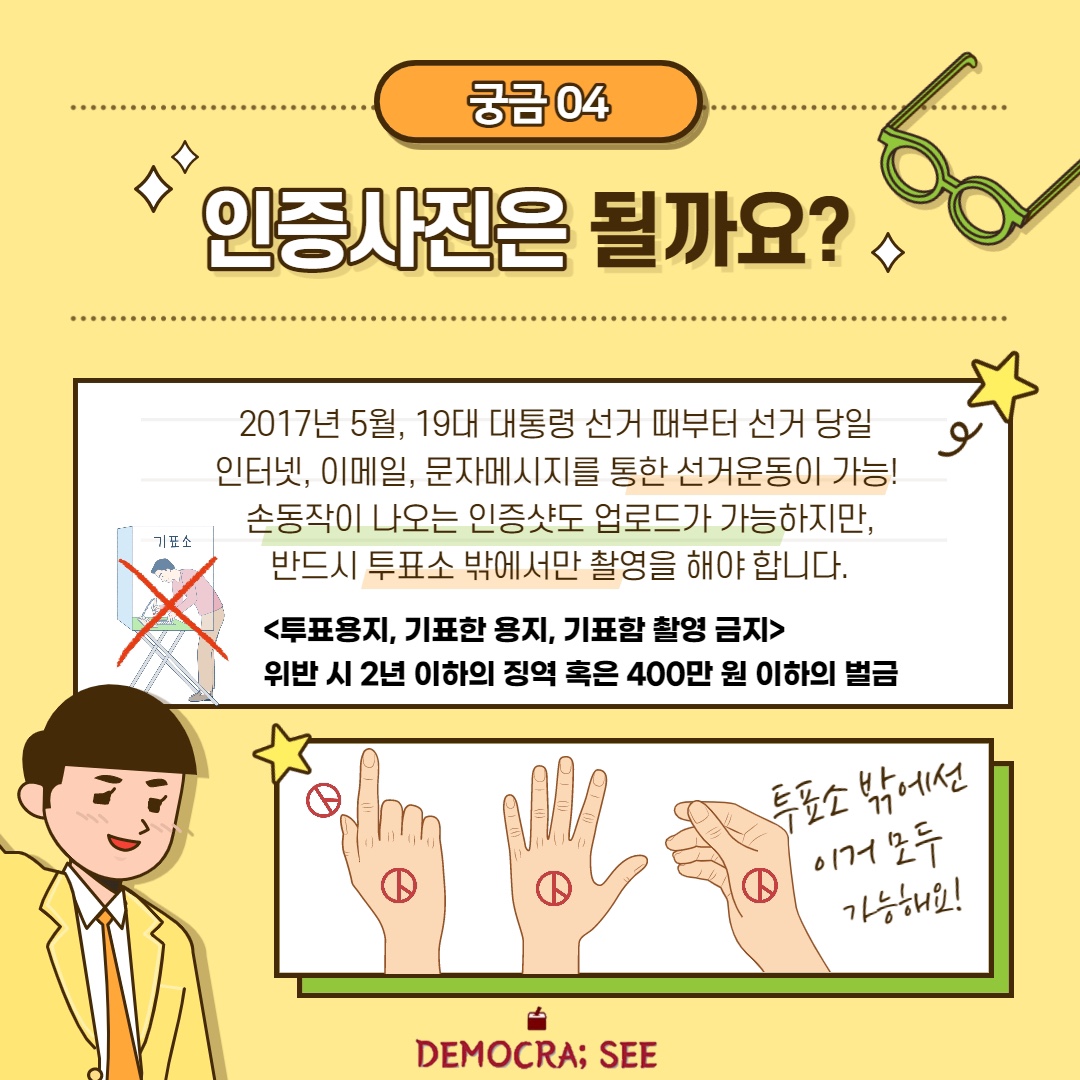 궁금 04
인증사진은 될까요?
2017년 5월, 19대 대통령 선거 때부터 선거 당일
인터넷, 이메일, 문자메시지를 통한 선거운동이 가능!
손동작이 나오는 인증샷도 업로드가 가능하지만,
반드시 투표소 밖에서만 촬영을 해야 합니다.
기표소
<투표용지, 기표한 용지, 기표함 촬영 금지>
위반 시 2년 이하의 징역 혹은 400만 원 이하의 벌금
투표소 밖에선
이거 모두
가능해요!
DEMOCRA; SEE